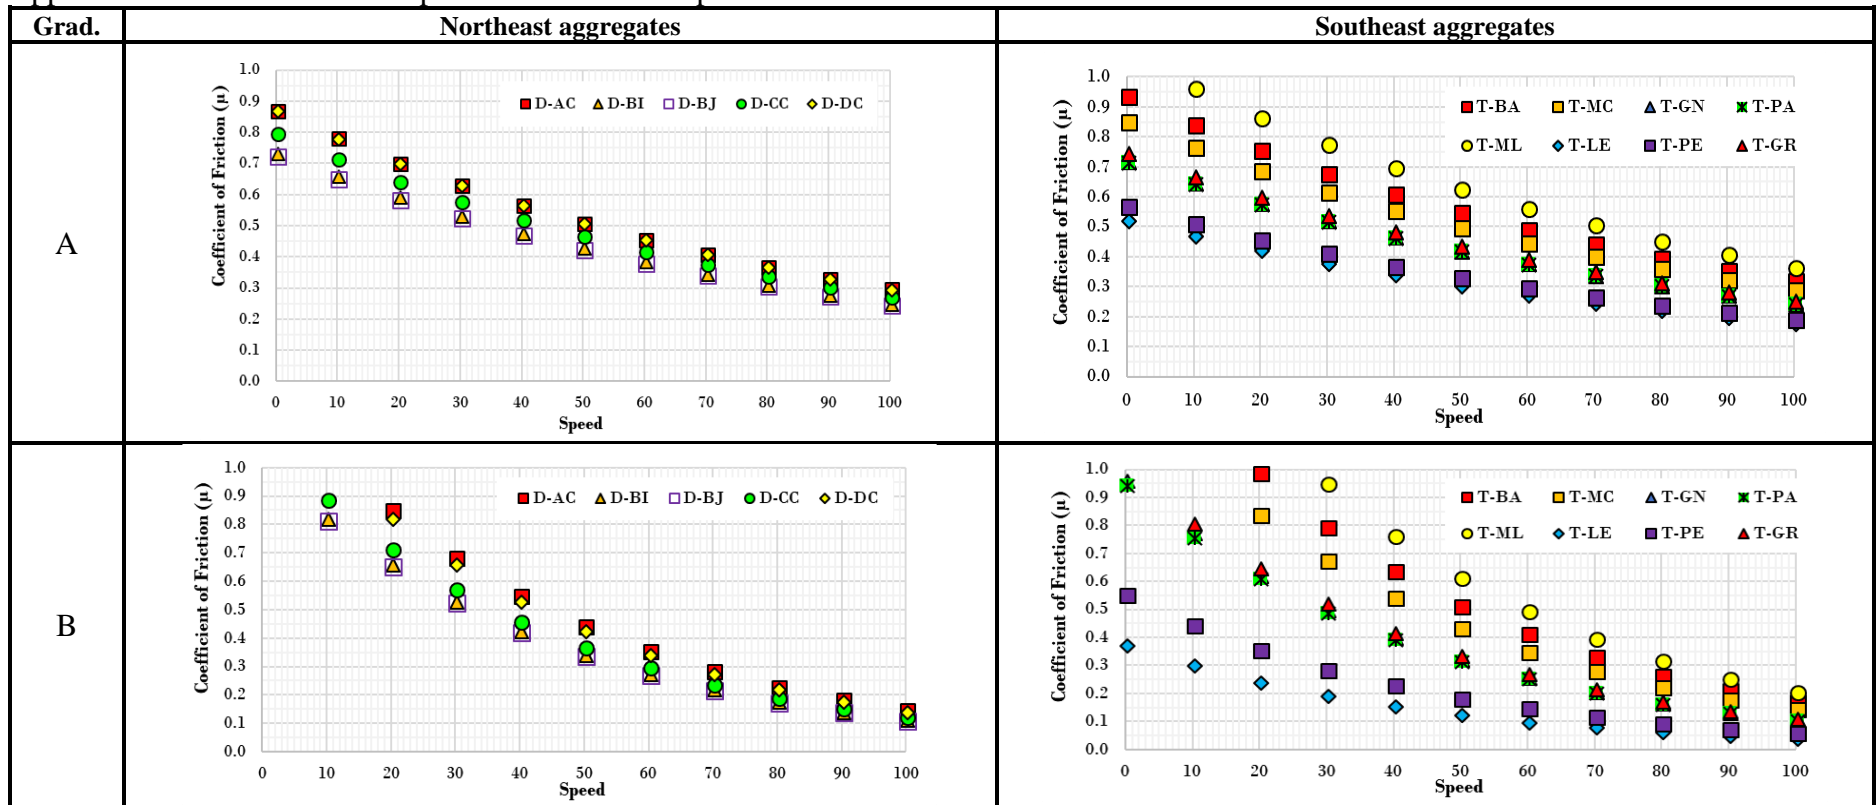 Grad. Northeast aggregates Southeast aggregates
A
Coefficient of Friction (μ)
1.0
0.9
0.8
0.7
0.6
0.5
0.4
0.3
0.2
0.1
0.0
D-AC D-BI D-BJ D-CC D-DC
0 10 20 30 40 50 60 70 80 90 100
Speed
Coefficient of Friction (μ)
1.0
0.9
0.8
0.7
0.6
0.5
0.4
0.3
0.2
0.1
0.0
T-BA T-MC T-GN T-PA
T-ML T-LE T-PE T-GR
0 10 20 30 40 50 60 70 80 90 100
Speed
B
Coefficient of Friction (μ)
1.0
0.9
0.8
0.7
0.6
0.5
0.4
0.3
0.2
0.1
0.0
D-AC D-BI D-BJ D-CC D-DC
0 10 20 30 40 50 60 70 80 90 100
Speed
Coefficient of Friction (μ)
1.0
0.9
0.8
0.7
0.6
0.5
0.4
0.3
0.2
0.1
0.0
T-BA T-MC T-GN T-PA
T-ML T-LE T-PE T-GR
0 10 20 30 40 50 60 70 80 90 100
Speed